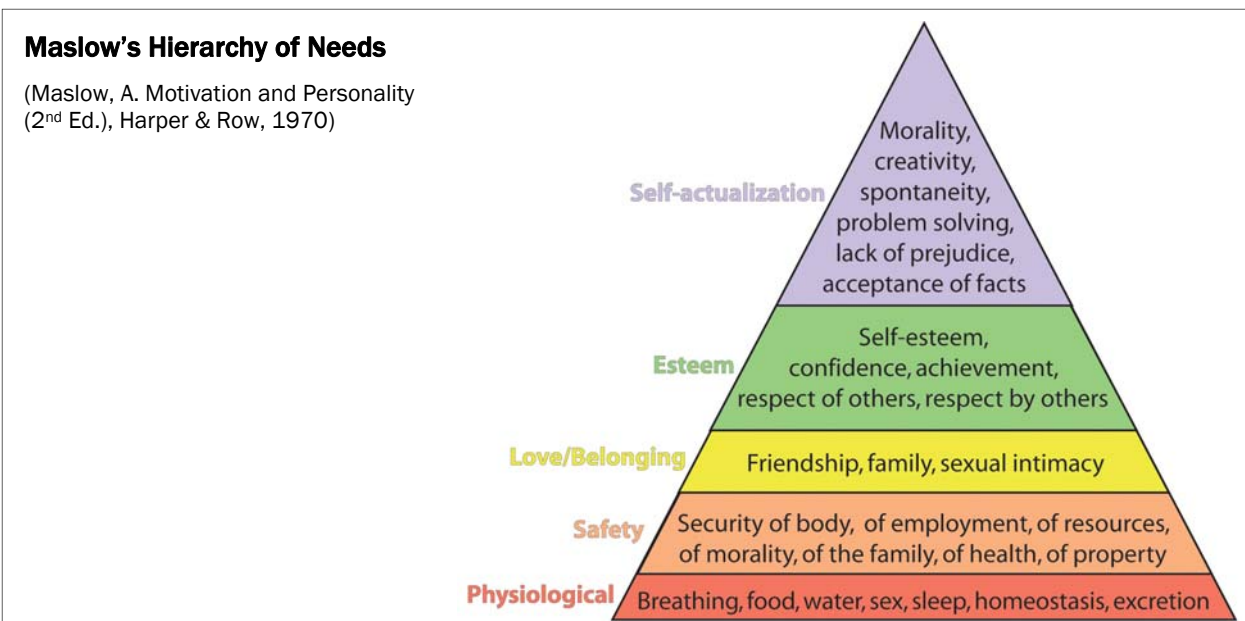 Maslow's Hierarchy of Needs
(Maslow, A. Motivation and Personality
(2nd Ed.), Harper & Row, 1970)
Self-actualization
Morality,
creativity,
spontaneity,
problem solving,
lack of prejudice,
acceptance of facts
Esteem
Self-esteem,
confidence, achievement,
respect of others, respect by others
Love/Belonging
Friendship, family, sexual intimacy
Safety
Security of body, of employment, of resources,
of morality, of the family, of health, of property
Physiological
Breathing, food, water, sex, sleep, homeostasis, excretion